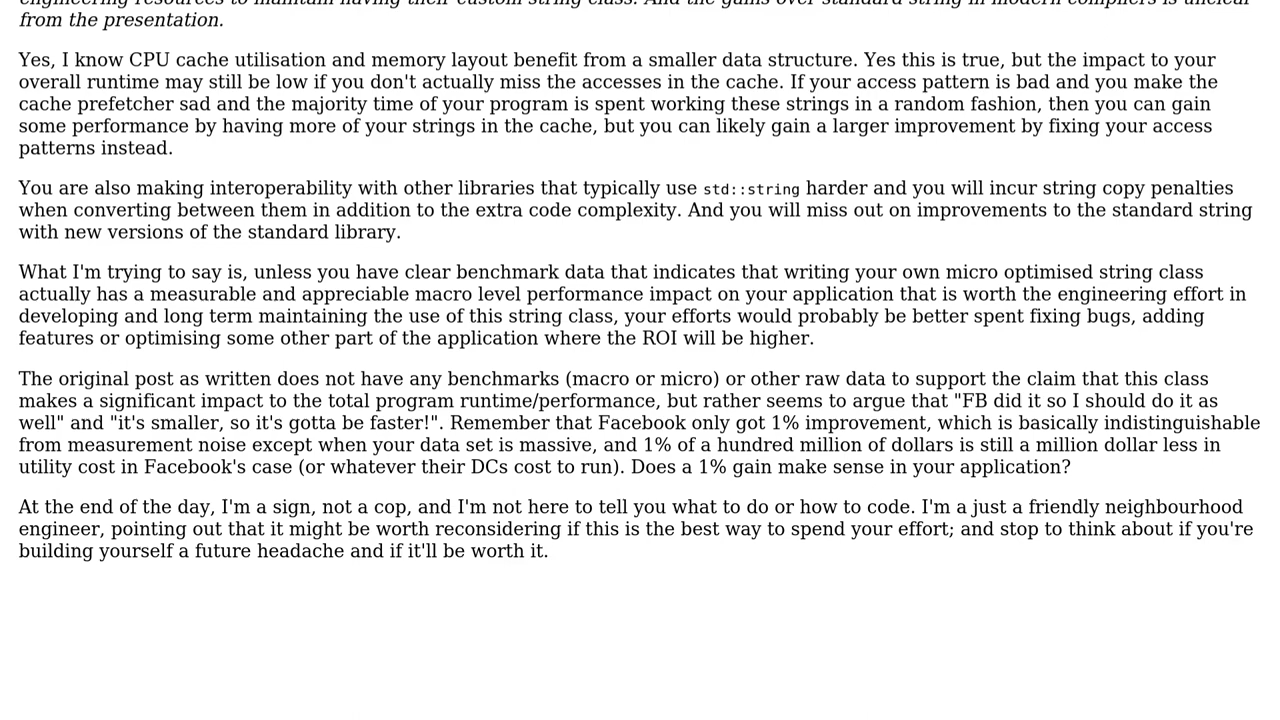 engineering resources to maintain having their custom string class. And the gains over standard string in modern compilers is unclear
from the presentation.
Yes, I know CPU cache utilisation and memory layout benefit from a smaller data structure. Yes this is true, but the impact to your
overall runtime may still be low if you don't actually miss the accesses in the cache. If your access pattern is bad and you make the
cache prefetcher sad and the majority time of your program is spent working these strings in a random fashion, then you can gain
some performance by having more of your strings in the cache, but you can likely gain a larger improvement by fixing your access
patterns instead.
You are also making interoperability with other libraries that typically use std::string harder and you will incur string copy penalties
when converting between them in addition to the extra code complexity. And you will miss out on improvements to the standard string
with new versions of the standard library.
What I'm trying to say is, unless you have clear benchmark data that indicates that writing your own micro optimised string class
actually has a measurable and appreciable macro level performance impact on your application that is worth the engineering effort in
developing and long term maintaining the use of this string class, your efforts would probably be better spent fixing bugs, adding
features or optimising some other part of the application where the ROI will be higher.
The original post as written does not have any benchmarks (macro or micro) or other raw data to support the claim that this class
makes a significant impact to the total program runtime/performance, but rather seems to argue that "FB did it so I should do it as
well" and "it's smaller, so it's gotta be faster!". Remember that Facebook only got 1% improvement, which is basically indistinguishable
from measurement noise except when your data set is massive, and 1% of a hundred million of dollars is still a million dollar less in
utility cost in Facebook's case (or whatever their DCs cost to run). Does a 1% gain make sense in your application?
At the end of the day, I'm a sign, not a cop, and I'm not here to tell you what to do or how to code. I'm a just a friendly neighbourhood
engineer, pointing out that it might be worth reconsidering if this is the best way to spend your effort; and stop to think about if you're
building yourself a future headache and if it'll be worth it.